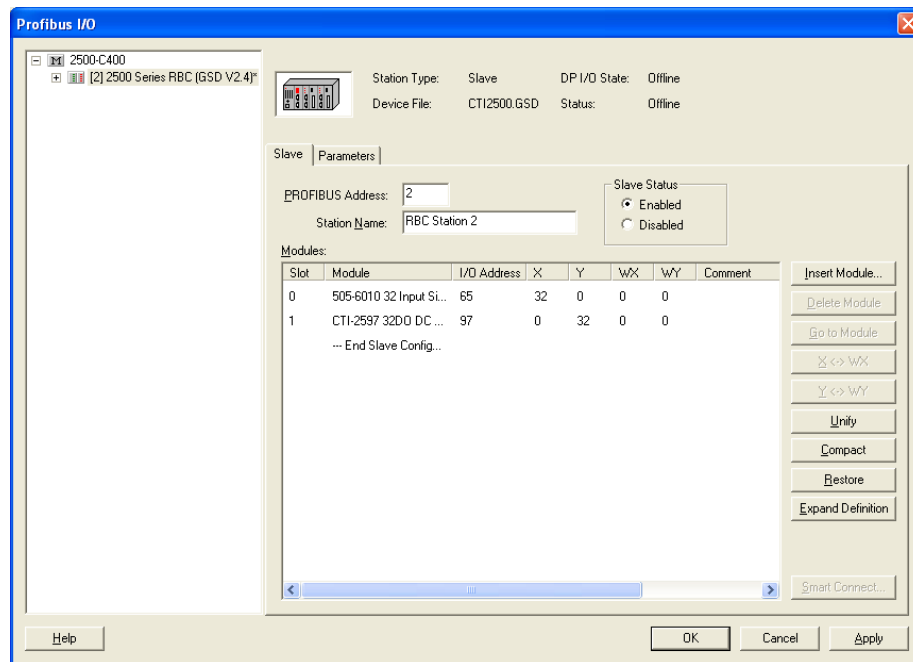 Profibus I/O
2500-C400
[2] 2500 Series RBC (GSD V2.4)*
Station Type: Slave DP I/O State: Offline
Device File: CTI2500.GSD Status: Offline
Slave Parameters
PROFIBUS Address: 2
Station Name: RBC Station 2
Slave Status
Enabled
Disabled
Modules:
Slot Module I/O Address X Y WX WY Comment
0 505-6010 32 Input Si... 65 32 0 0 0
1 CTI-2597 32DO DC ... 97 0 32 0 0
--- End Slave Config...
Insert Module...
Delete Module
Go to Module
X <-> WX
Y <-> WY
Unify
Compact
Restore
Expand Definition
Smart Connect...
Help OK Cancel Apply